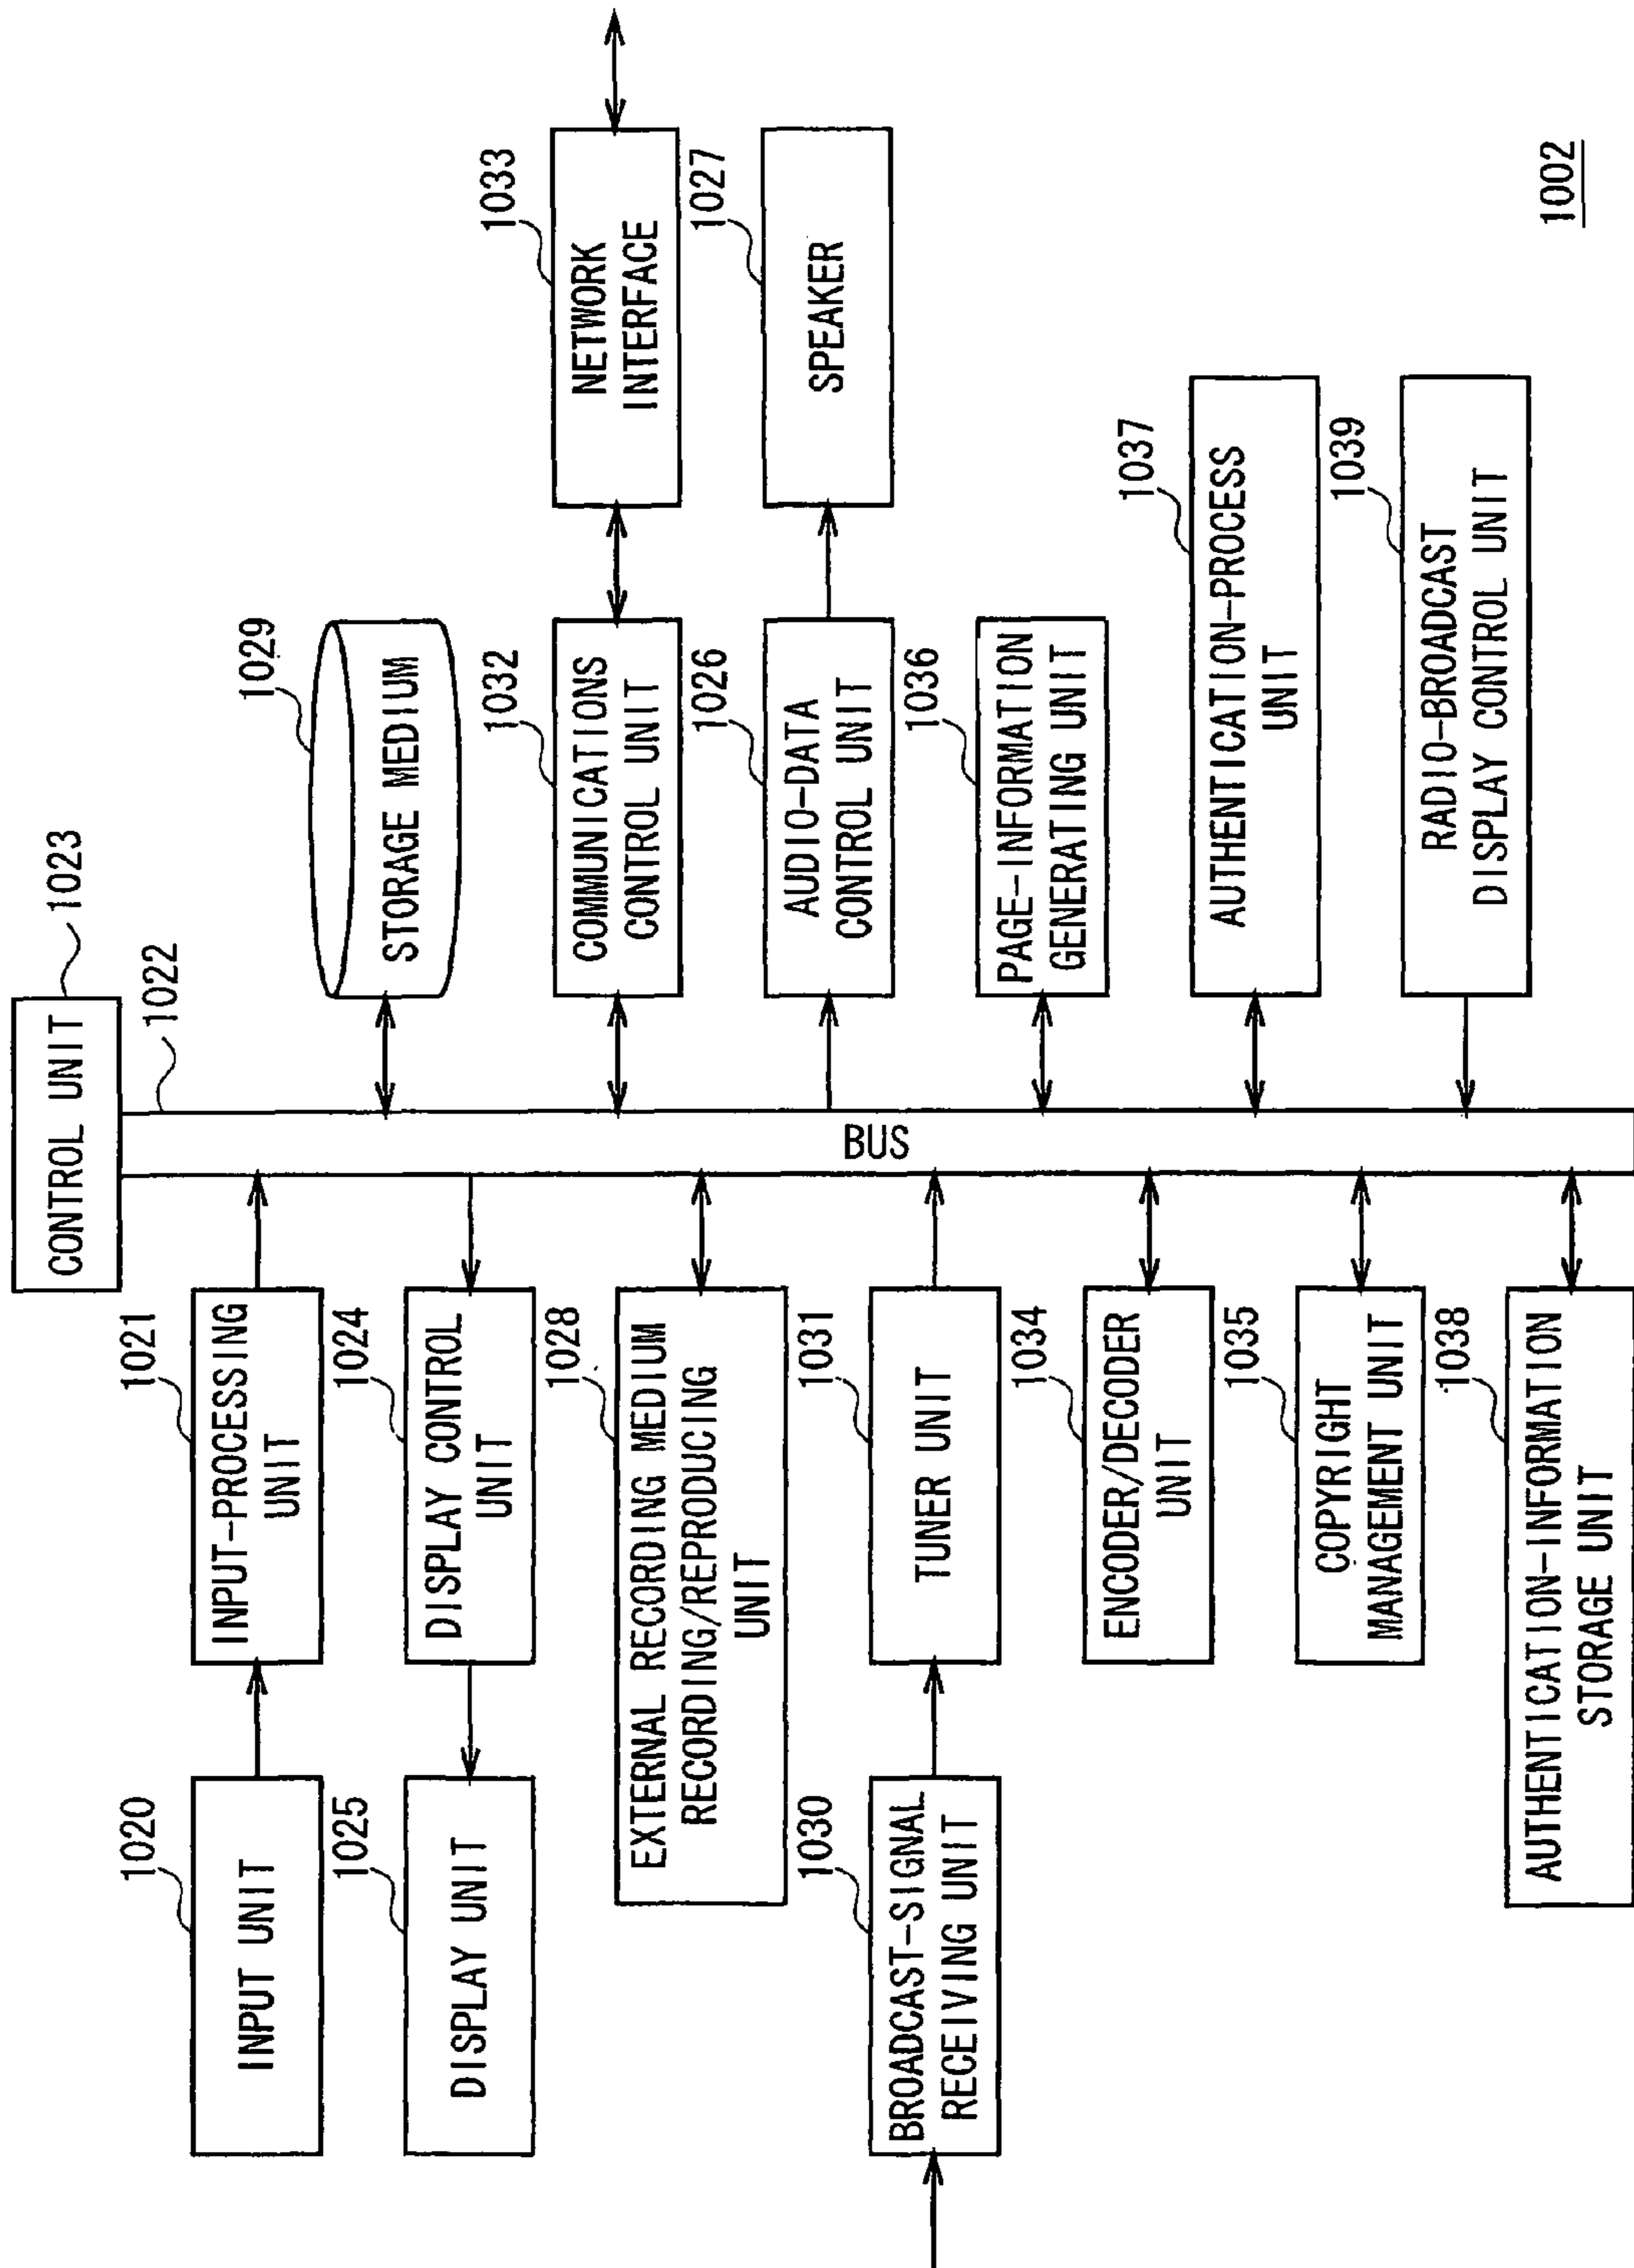 1023
CONTROL UNIT
1022
BUS
1020
INPUT UNIT
1021
INPUT-PROCESSING
UNIT
1029
STORAGE MEDIUM
1025
DISPLAY UNIT
1024
DISPLAY CONTROL
UNIT
1032
COMMUNICATIONS
CONTROL UNIT
1033
NETWORK
INTERFACE
1028
EXTERNAL RECORDING MEDIUM
RECORDING/REPRODUCING
UNIT
1026
AUDIO-DATA
CONTROL UNIT
1027
SPEAKER
1030
BROADCAST-SIGNAL
RECEIVING UNIT
1031
TUNER UNIT
1036
PAGE-INFORMATION
GENERATING UNIT
1034
ENCODER/DECODER
UNIT
1037
AUTHENTICATION-PROCESS
UNIT
1035
COPYRIGHT
MANAGEMENT UNIT
1039
RADIO-BROADCAST
DISPLAY CONTROL UNIT
1038
AUTHENTICATION-INFORMATION
STORAGE UNIT
1002